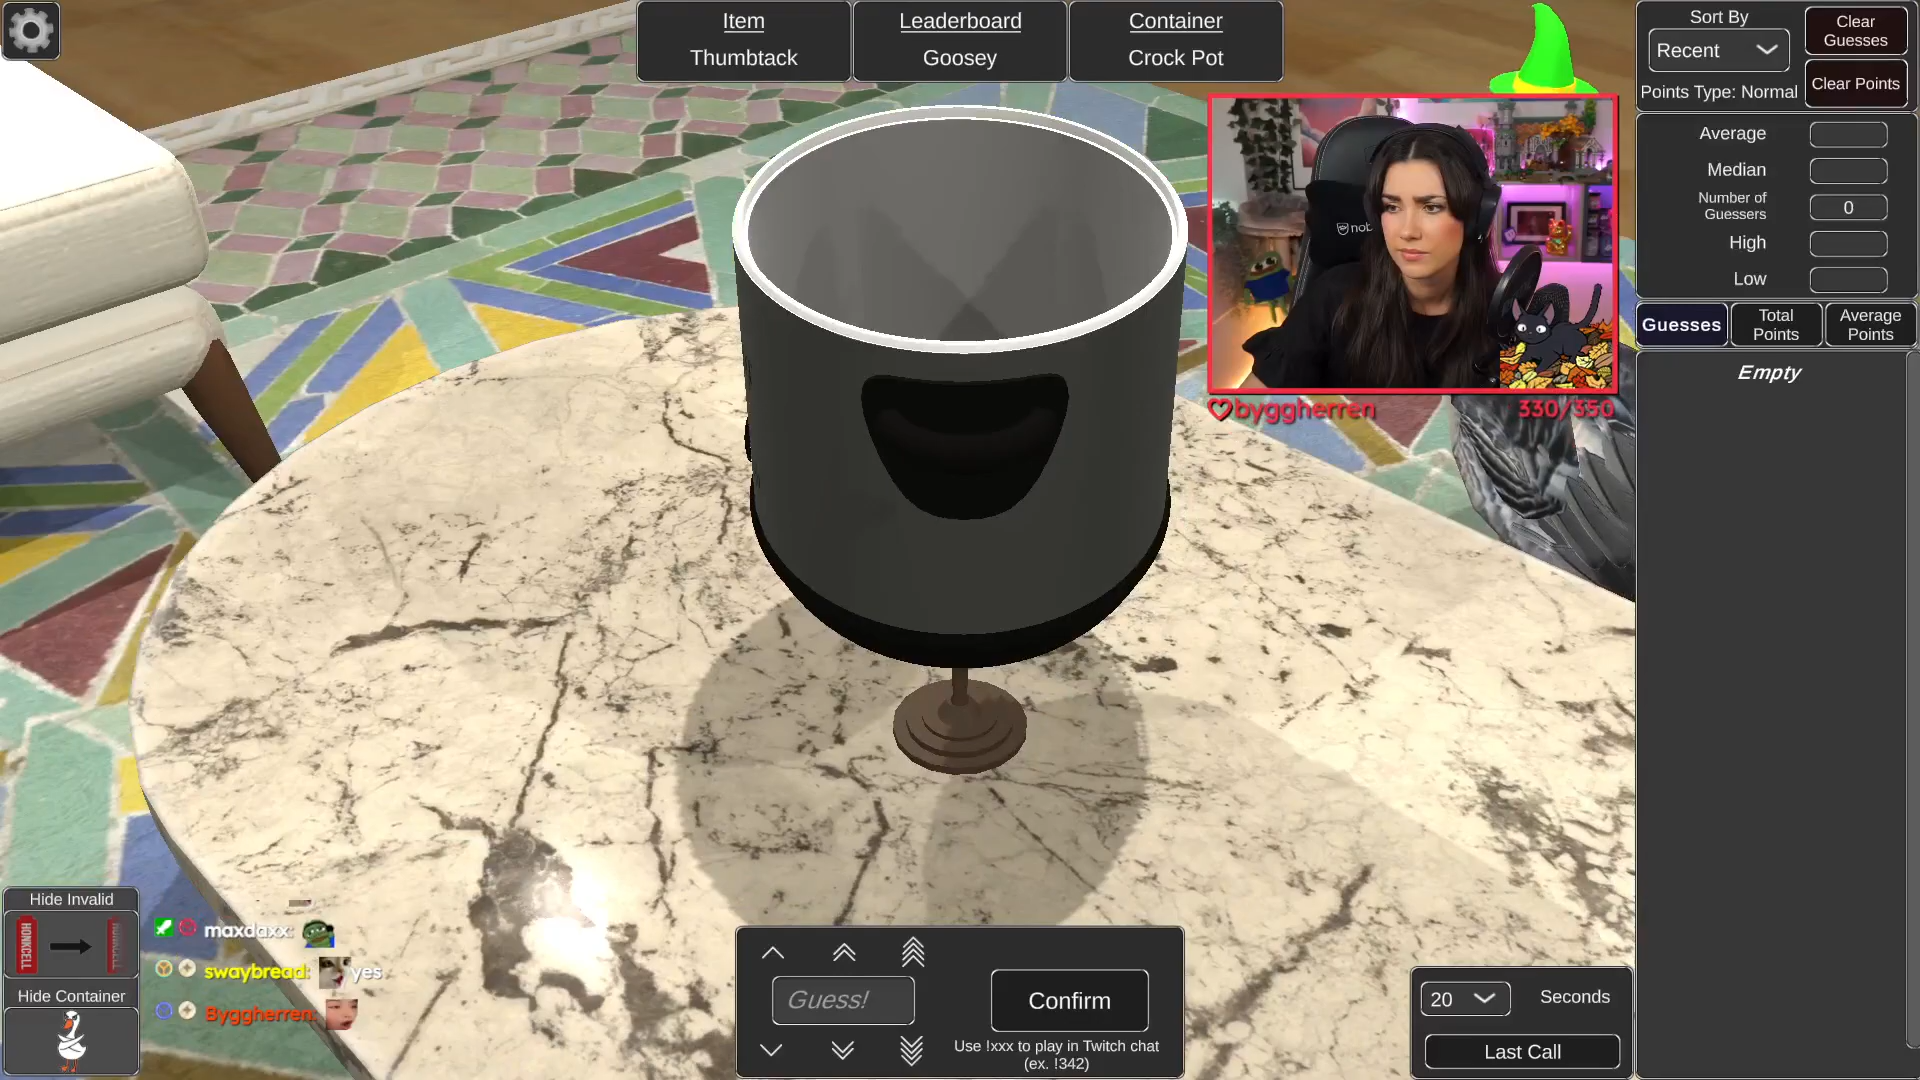 Item
Thumbtack
Leaderboard
Goosey
Container
Crock Pot
Sort By
Recent
Clear
Guesses
Points Type: Normal
Clear Points
Average
Median
Number of
Guessers
0
High
Low
Guesses
Total
Points
Average
Points
Empty
byggherren
330/350
Hide Invalid
HONKCELL
HONKCELL
Hide Container
maxdaxx:
swaybread: yes
Byggherren:
Guess!
Confirm
Use !xxx to play in Twitch chat
(ex. !342)
20
Seconds
Last Call